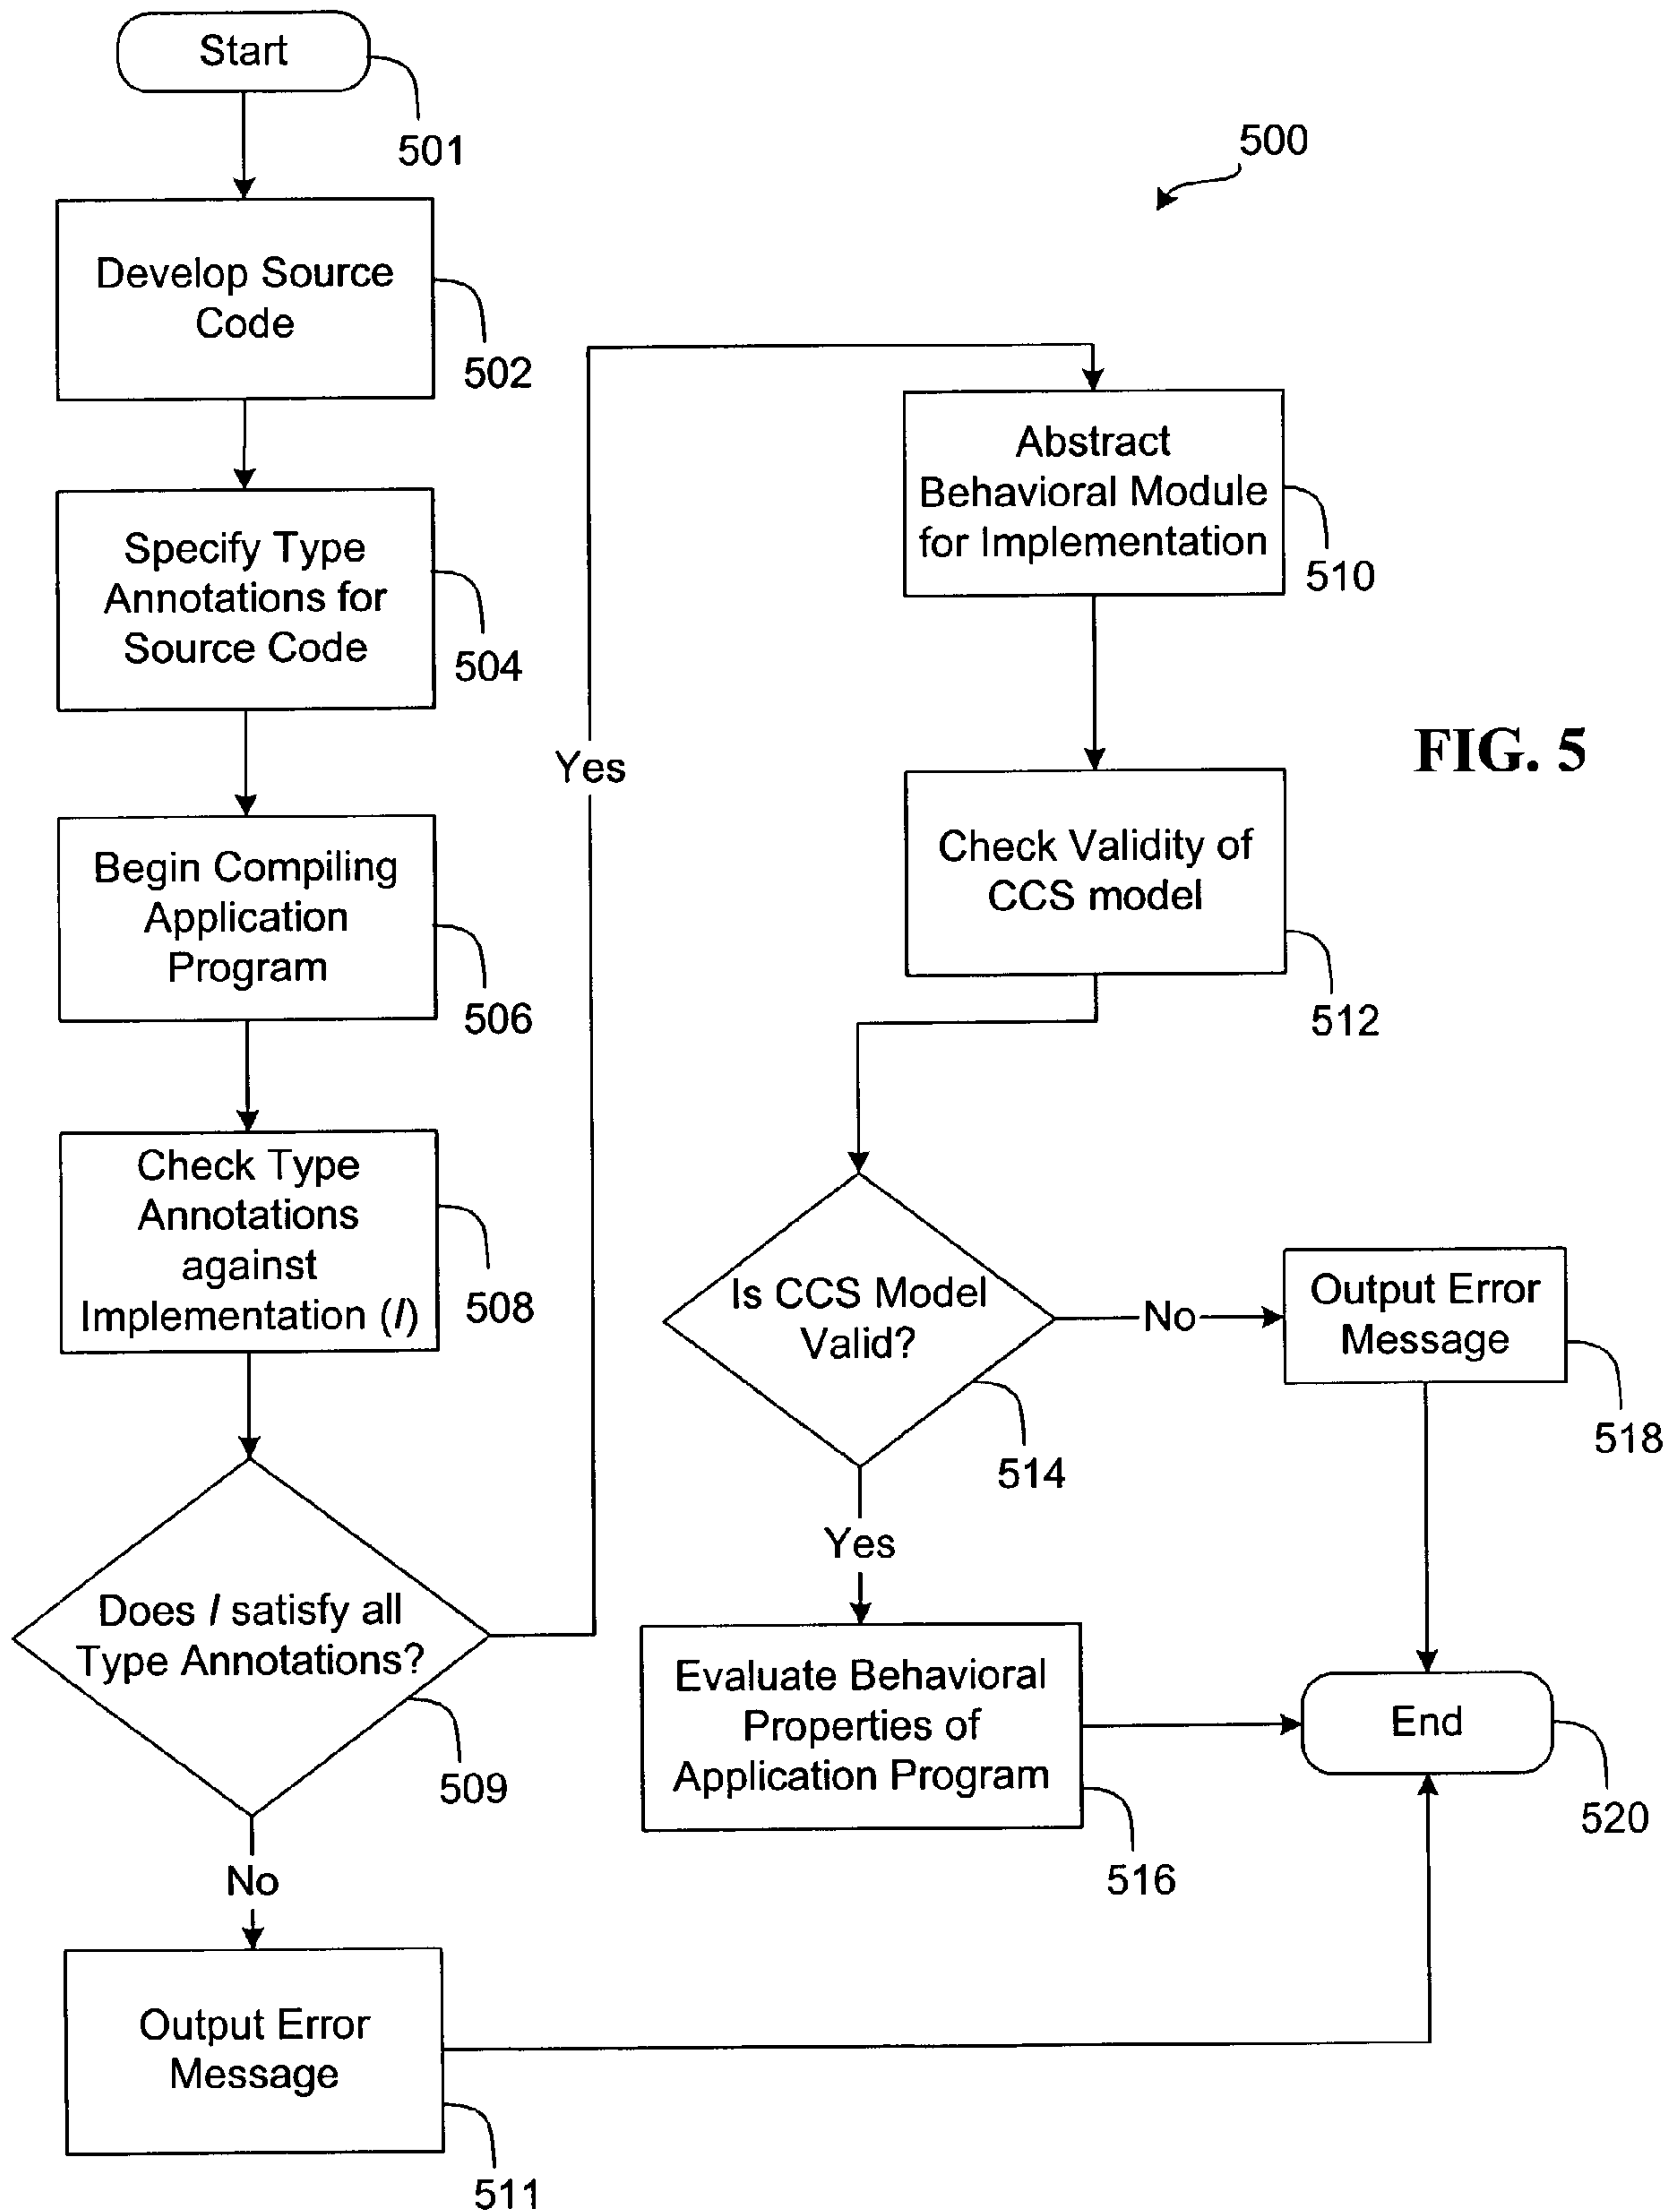 Start
501
500
Develop Source
Code
502
Specify Type
Annotations for
Source Code
504
Begin Compiling
Application
Program
506
Check Type
Annotations
against
Implementation (I)
508
Does I satisfy all
Type Annotations?
509
Yes
No
Output Error
Message
511
Abstract
Behavioral Module
for Implementation
510
FIG. 5
Check Validity of
CCS model
512
Is CCS Model
Valid?
514
No
Output Error
Message
518
Yes
Evaluate Behavioral
Properties of
Application Program
516
End
520